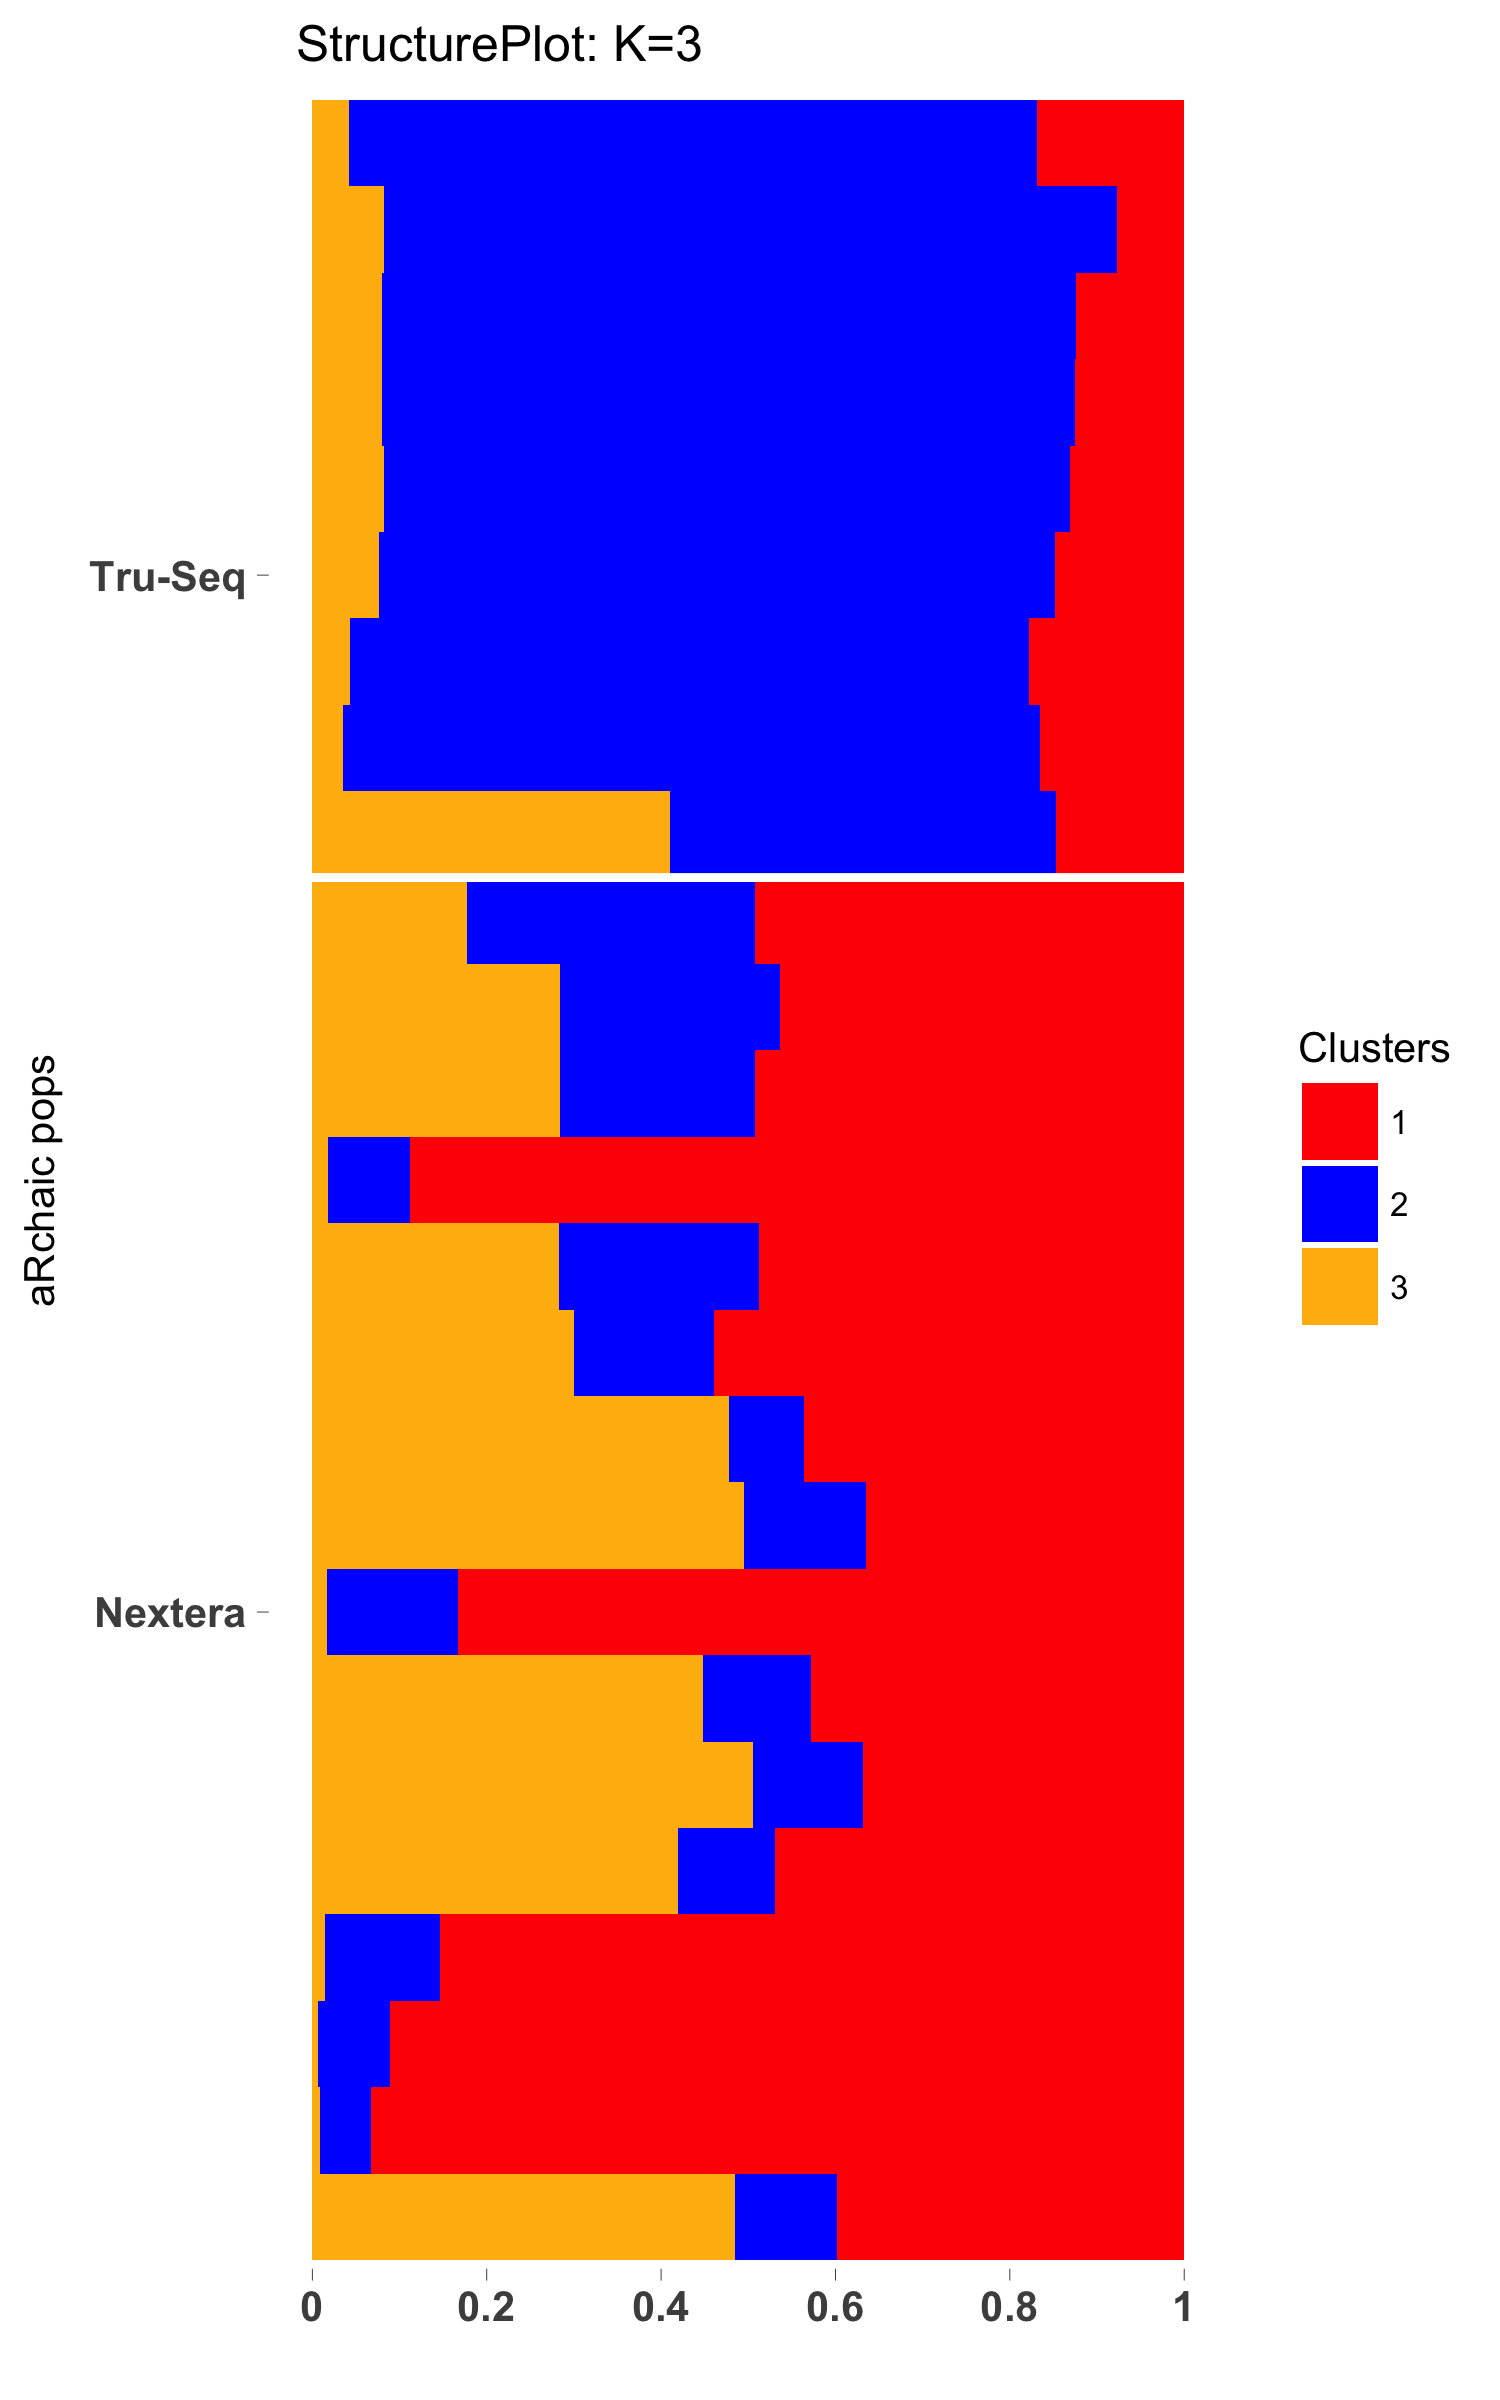 StructurePlot: K=3
Tru-Seq
aRchaic pops
Nextera
Clusters
1
2
3
0 0.2 0.4 0.6 0.8 1